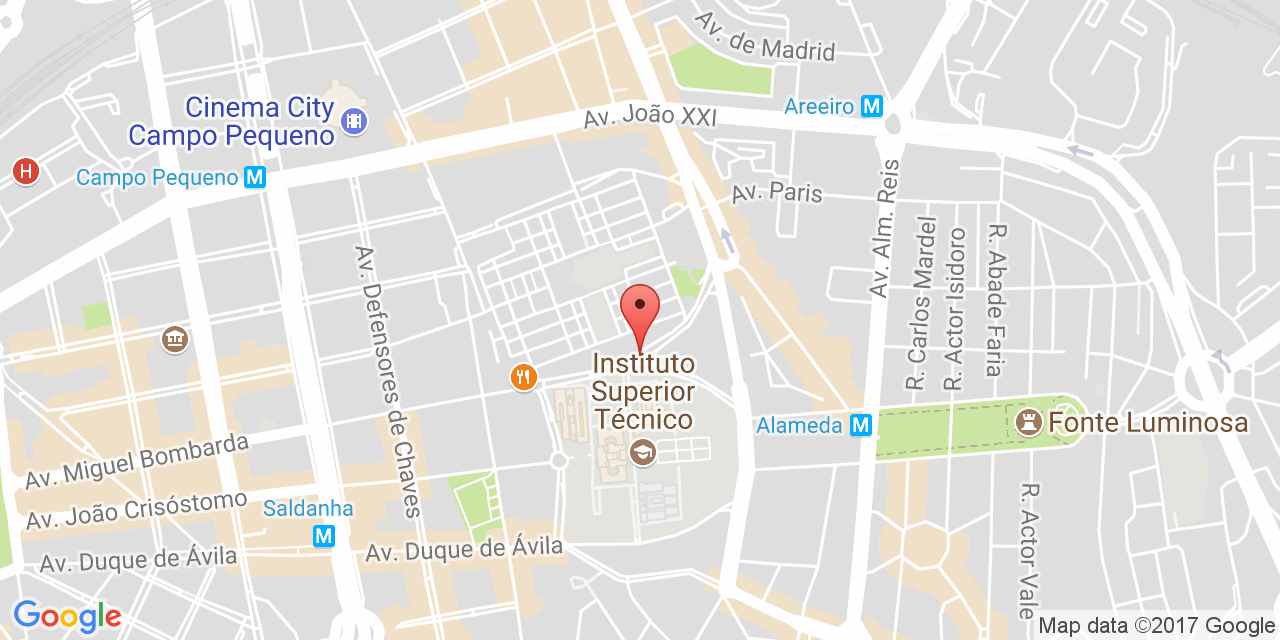 Av. de Madrid
Cinema City
Campo Pequeno
Av. João XXI
Areeiro M
H
Campo Pequeno M
Av. Paris
Av. Alm. Reis
R. Carlos Mardel
R. Actor Isidoro
R. Abade Faria
Av. Defensores de Chaves
Instituto
Superior
Técnico
Alameda M
Fonte Luminosa
Av. Miguel Bombarda
Av. João Crisóstomo
Saldanha
M
Av. Duque de Ávila
Av. Duque de Ávila
R. Actor Vale
Google
Map data ©2017 Google